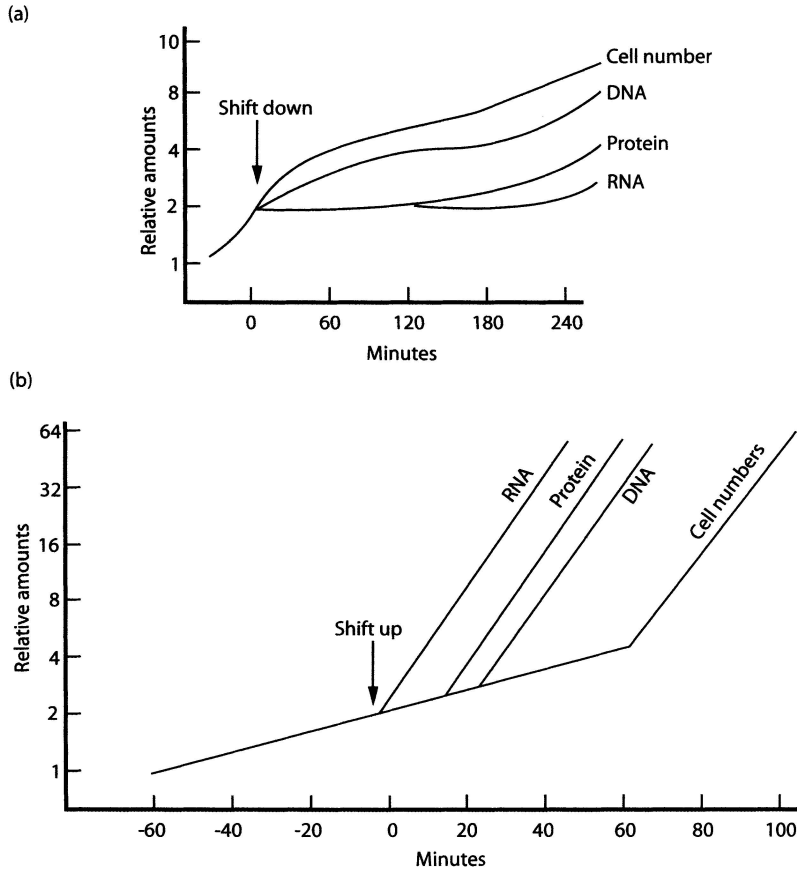 (a)
10
8
4
2
1
Relative amounts
Shift down
Cell number
DNA
Protein
RNA
0 60 120 180 240
Minutes
(b)
64
32
16
8
4
2
1
Relative amounts
Shift up
RNA
Protein
DNA
Cell numbers
-60 -40 -20 0 20 40 60 80 100
Minutes